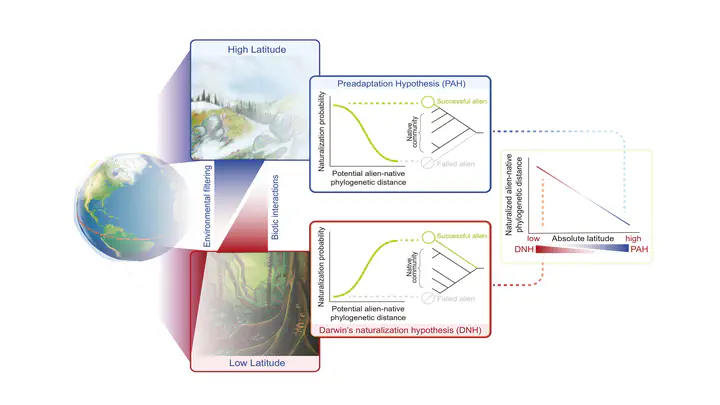 High Latitude
Preadaptation Hypothesis (PAH)
Naturalization probability
Successful alien
Native
community
Failed alien
Potential alien-native
phylogenetic distance
Environmental filtering
Biotic interactions
Naturalized alien-native
phylogenetic distance
low
Absolute latitude
high
DNH
PAH
Naturalization probability
Successful alien
Native
community
Failed alien
Potential alien-native
phylogenetic distance
Darwin's naturalization hypothesis (DNH)
Low Latitude